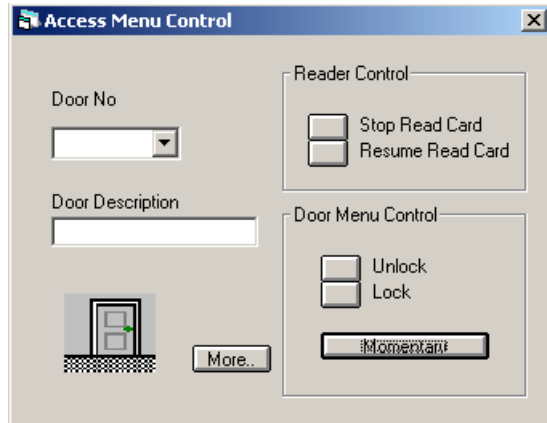 Access Menu Control
Door No
Door Description
More..
Reader Control
Stop Read Card
Resume Read Card
Door Menu Control
Unlock
Lock
Momentary